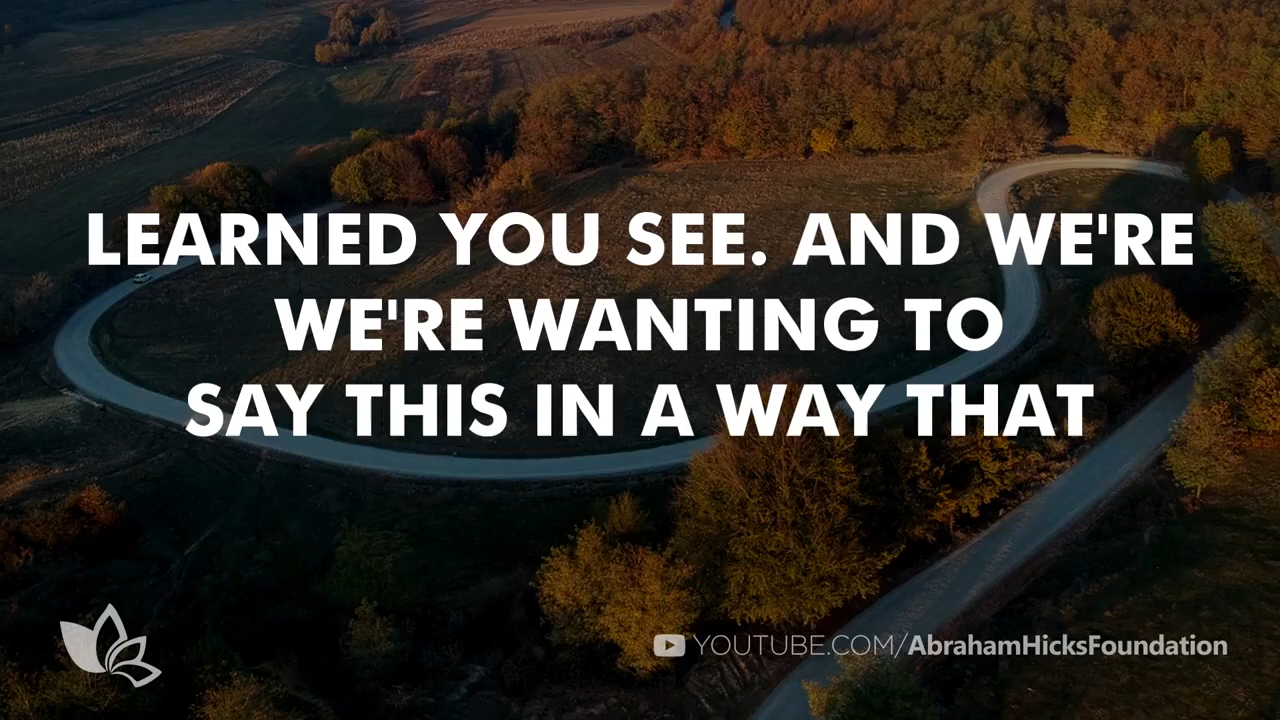 LEARNED YOU SEE. AND WE'RE
WE'RE WANTING TO
SAY THIS IN A WAY THAT
YOUTUBE.COM/AbrahamHicksFoundation